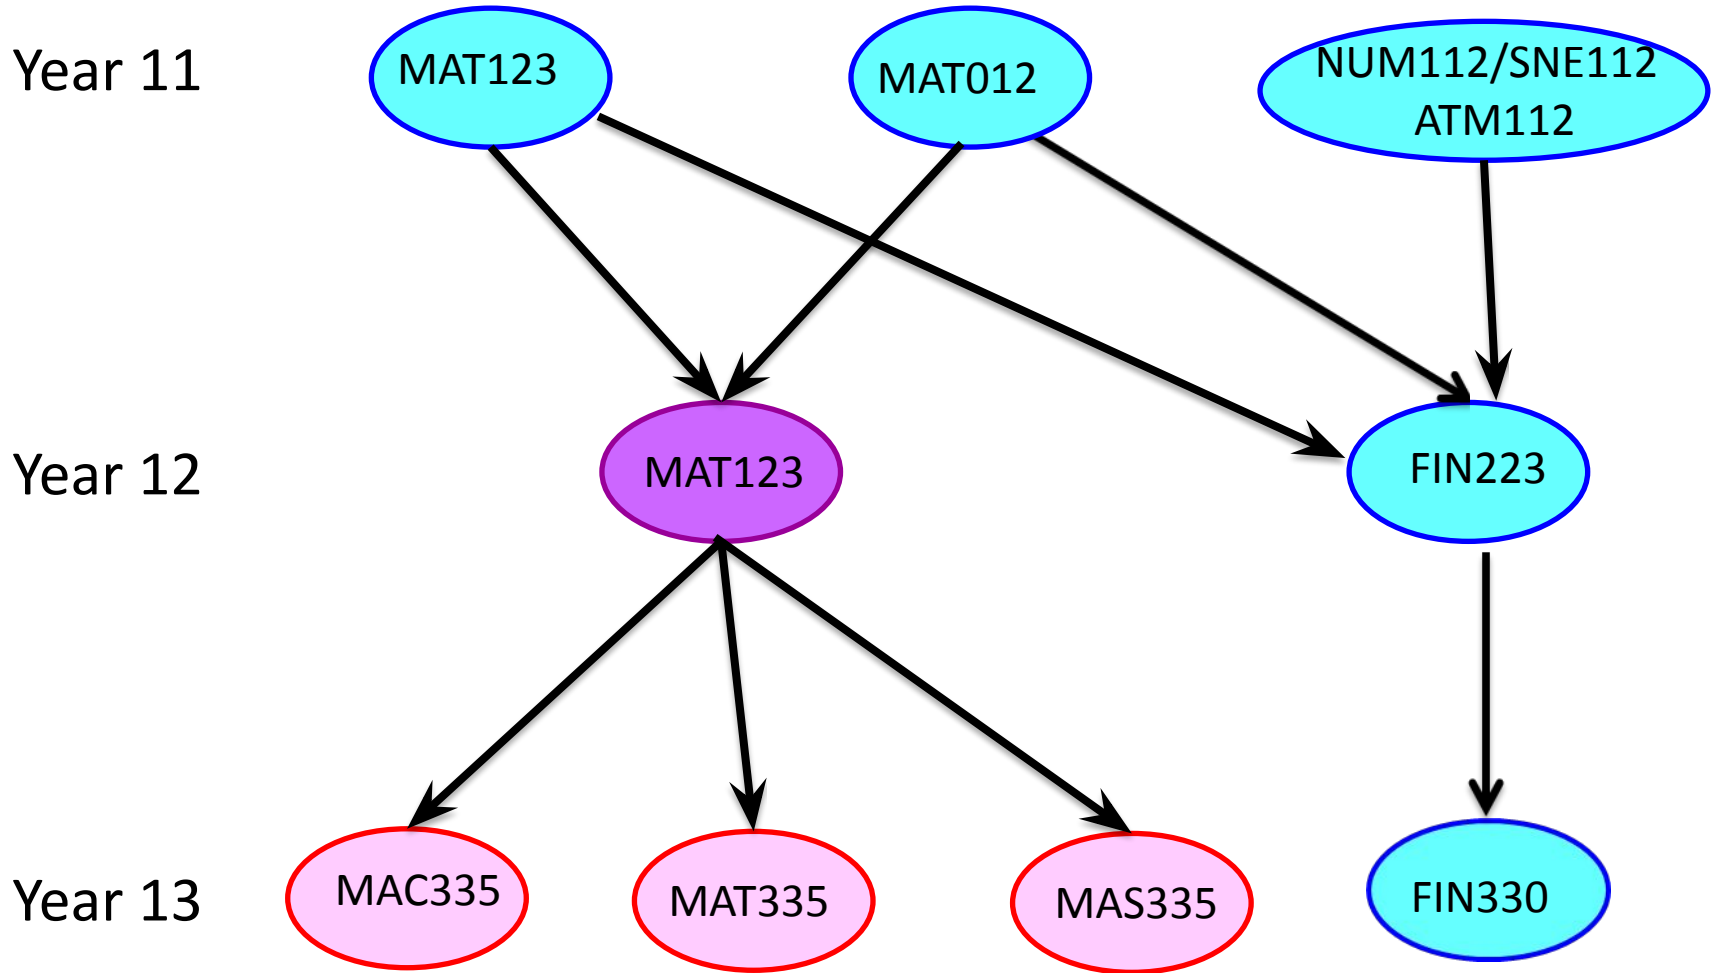 Year 11
MAT123
MAT012
NUM112/SNE112
ATM112
Year 12
MAT123
FIN223
Year 13
MAC335
MAT335
MAS335
FIN330